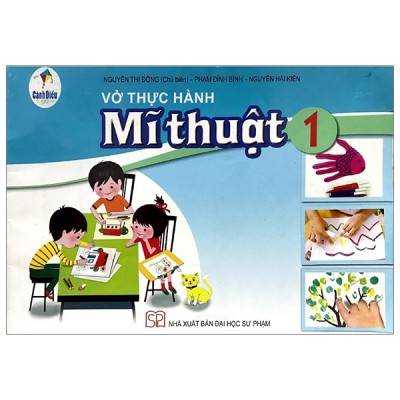 NGUYỄN THỊ ĐÔNG (Chủ biên) – PHẠM ĐÌNH BÌNH – NGUYỄN HẢI KIÊN
Cánh Diều
VỞ THỰC HÀNH
Mĩ thuật 1
SP
NHÀ XUẤT BẢN ĐẠI HỌC SƯ PHẠM